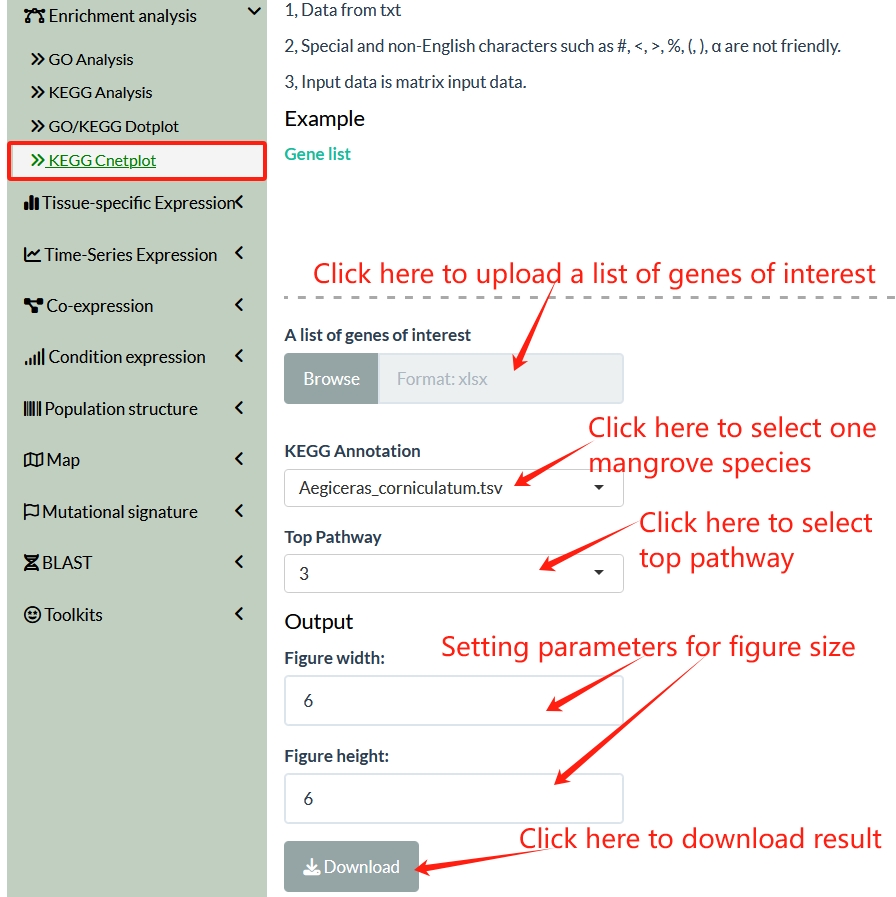 Enrichment analysis
GO Analysis
KEGG Analysis
GO/KEGG Dotplot
KEGG Cnetplot
Tissue-specific Expression
Time-Series Expression
Co-expression
Condition expression
Population structure
Map
Mutational signature
BLAST
Toolkits
1, Data from txt
2, Special and non-English characters such as #, <, >, %, (, ), α are not friendly.
3, Input data is matrix input data.
Example
Gene list
Click here to upload a list of genes of interest
A list of genes of interest
Browse Format: xlsx
Click here to select one
mangrove species
KEGG Annotation
Aegiceras_corniculatum.tsv
Click here to select
top pathway
Top Pathway
3
Output
Setting parameters for figure size
Figure width:
6
Figure height:
6
Click here to download result
Download